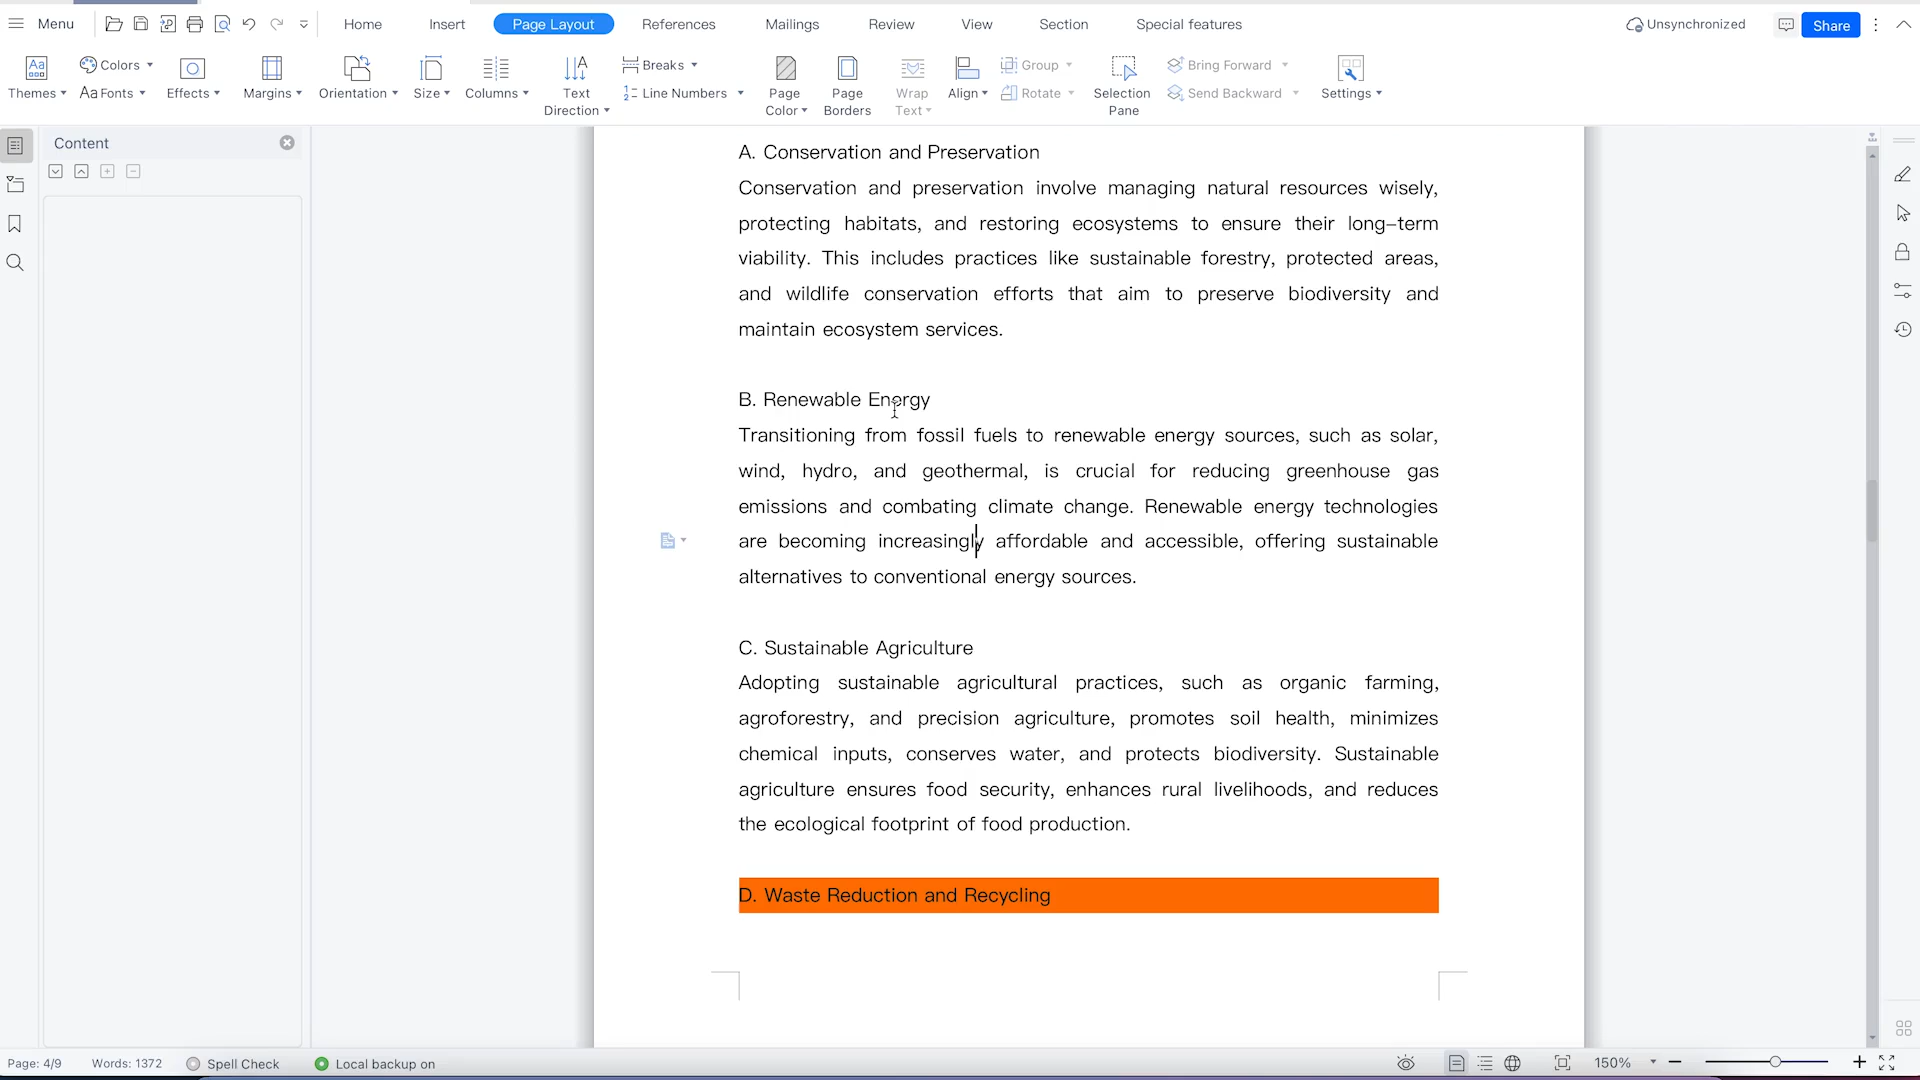 Menu
Home
Insert
Page Layout
References
Mailings
Review
View
Section
Special features
Unsynchronized
Share
Themes
Colors
Aa Fonts
Effects
Margins
Orientation
Size
Columns
Text
Direction
Breaks
Line Numbers
Page
Color
Page
Borders
Wrap
Text
Align
Group
Rotate
Selection
Pane
Bring Forward
Send Backward
Settings
Content
A. Conservation and Preservation
Conservation and preservation involve managing natural resources wisely,
protecting habitats, and restoring ecosystems to ensure their long-term
viability. This includes practices like sustainable forestry, protected areas,
and wildlife conservation efforts that aim to preserve biodiversity and
maintain ecosystem services.
B. Renewable Energy
Transitioning from fossil fuels to renewable energy sources, such as solar,
wind, hydro, and geothermal, is crucial for reducing greenhouse gas
emissions and combating climate change. Renewable energy technologies
are becoming increasingly affordable and accessible, offering sustainable
alternatives to conventional energy sources.
C. Sustainable Agriculture
Adopting sustainable agricultural practices, such as organic farming,
agroforestry, and precision agriculture, promotes soil health, minimizes
chemical inputs, conserves water, and protects biodiversity. Sustainable
agriculture ensures food security, enhances rural livelihoods, and reduces
the ecological footprint of food production.
D. Waste Reduction and Recycling
Page: 4/9
Words: 1372
Spell Check
Local backup on
150%